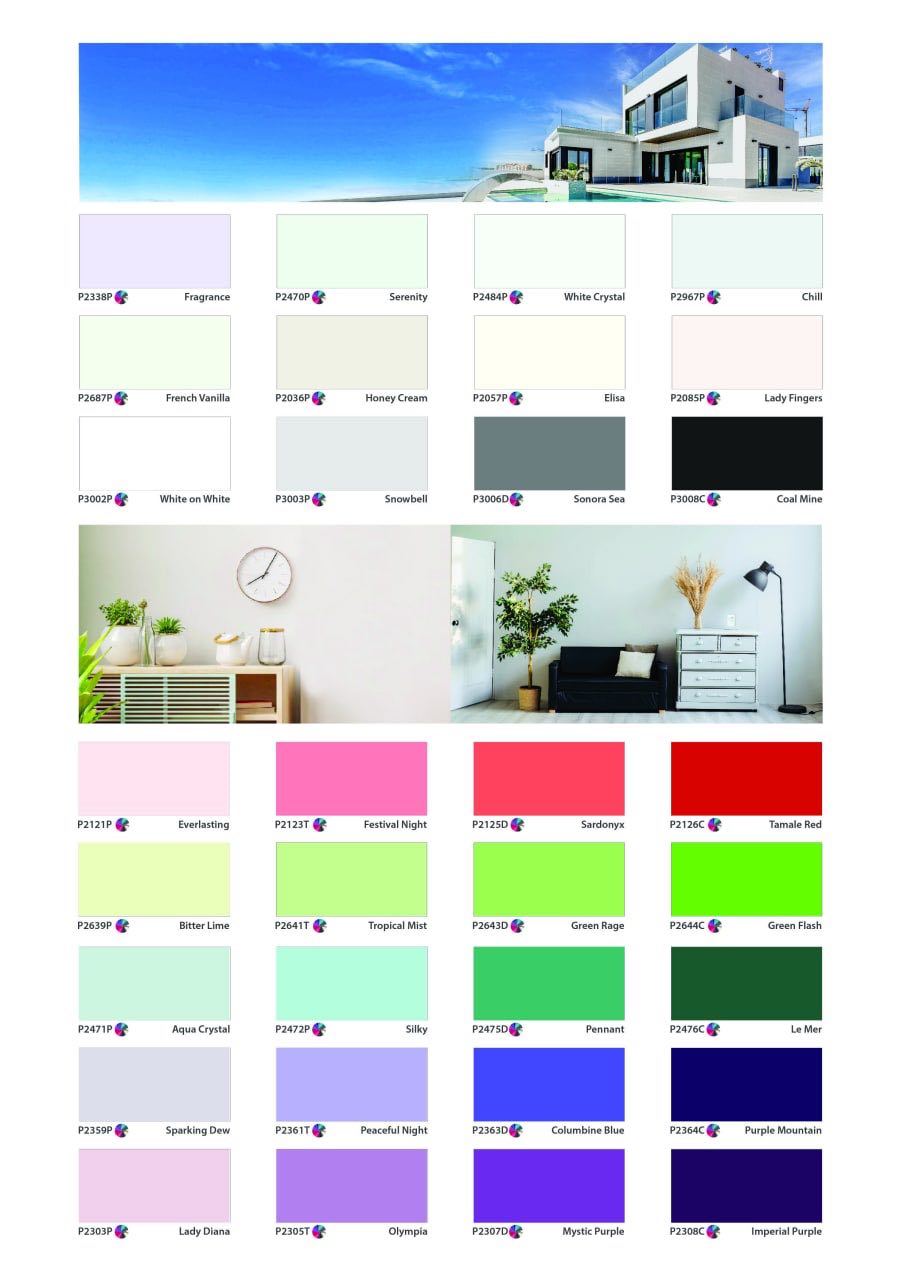 P2338P Fragrance
P2470P Serenity
P2484P White Crystal
P2967P Chill
P2687P French Vanilla
P2036P Honey Cream
P2057P Elisa
P2085P Lady Fingers
P3002P White on White
P3003P Snowbell
P3006D Sonora Sea
P3008C Coal Mine
P2121P Everlasting
P2123T Festival Night
P2125D Sardonyx
P2126C Tamale Red
P2639P Bitter Lime
P2641T Tropical Mist
P2643D Green Rage
P2644C Green Flash
P2471P Aqua Crystal
P2472P Silky
P2475D Pennant
P2476C Le Mer
P2359P Sparking Dew
P2361T Peaceful Night
P2363D Columbine Blue
P2364C Purple Mountain
P2303P Lady Diana
P2305T Olympia
P2307D Mystic Purple
P2308C Imperial Purple